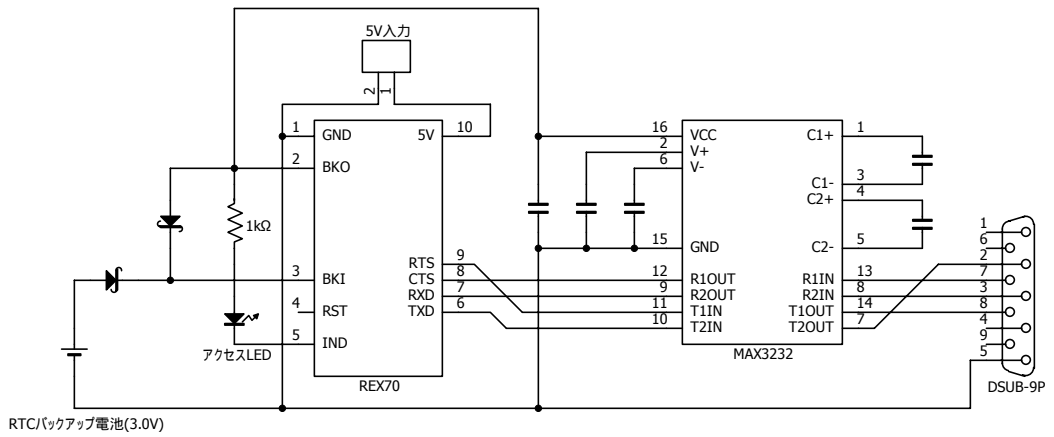 5V入力
2
1
1
GND
5V
10
2
BKO
1kΩ
3
BKI
RTS
9
CTS
8
RXD
7
TXD
6
4
RST
5
IND
アクセスLED
REX70
RTCバックアップ電池(3.0V)
16
VCC
2
V+
6
V-
C1+
1
C1-
3
C2+
4
C2-
5
15
GND
12
R1OUT
9
R2OUT
11
T1IN
10
T2IN
R1IN
13
R2IN
8
T1OUT
14
T2OUT
7
MAX3232
1
6
2
7
3
8
4
9
5
DSUB-9P